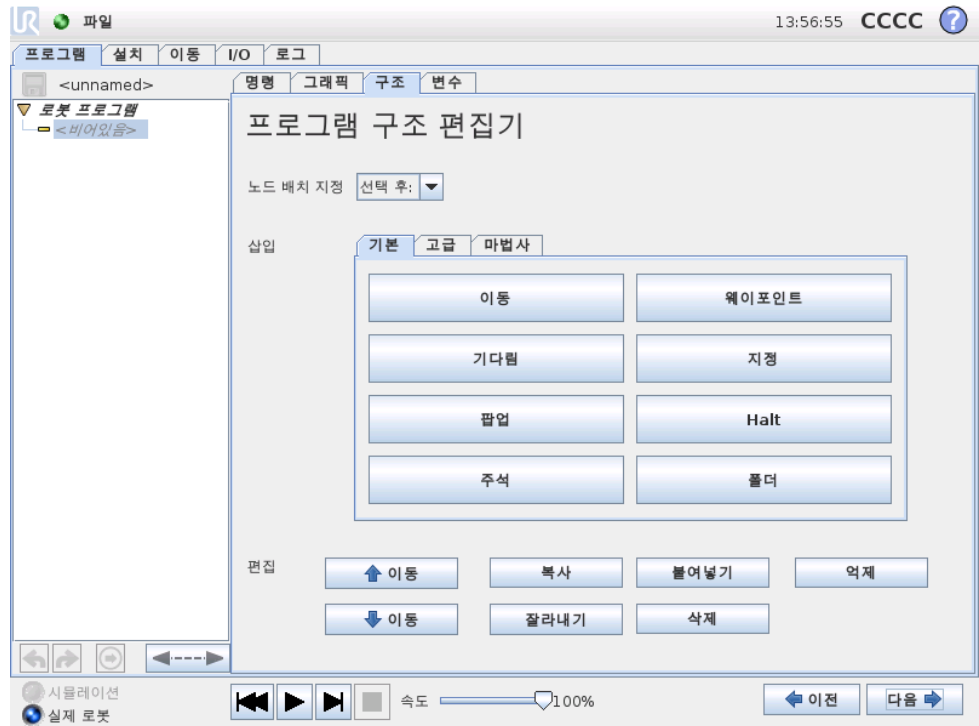 UR 파일 13:56:55 CCCC ?
프로그램 설치 이동 I/O 로그
<unnamed>
명령 그래픽 구조 변수
로봇 프로그램
<비어있음>
프로그램 구조 편집기
노드 배치 지정 선택 후:
삽입
기본 고급 마법사
이동 웨이포인트
기다림 지정
팝업 Halt
주석 폴더
편집
이동 복사 붙여넣기 억제
이동 잘라내기 삭제
시뮬레이션
실제 로봇
속도 100%
이전 다음